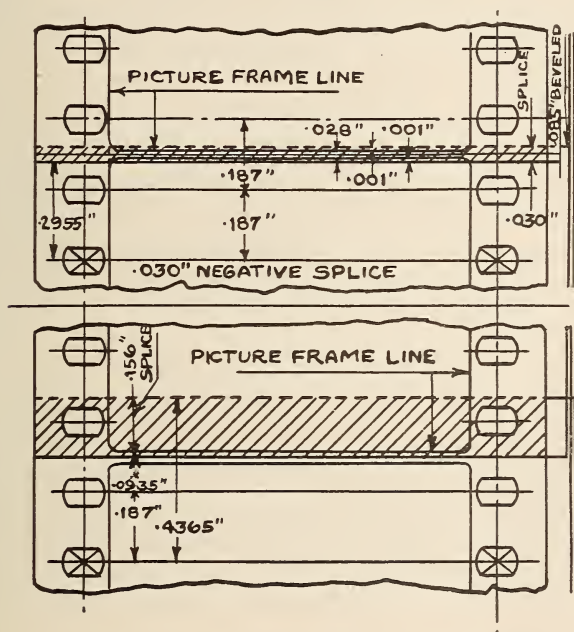 PICTURE FRAME LINE
SPLICE
BEVELED
.028" .001"
.187"
.001"
.2955"
.187"
.030"
.030" NEGATIVE SPLICE
.156"
SPLICE
PICTURE FRAME LINE
.0935"
.187"
.4365"